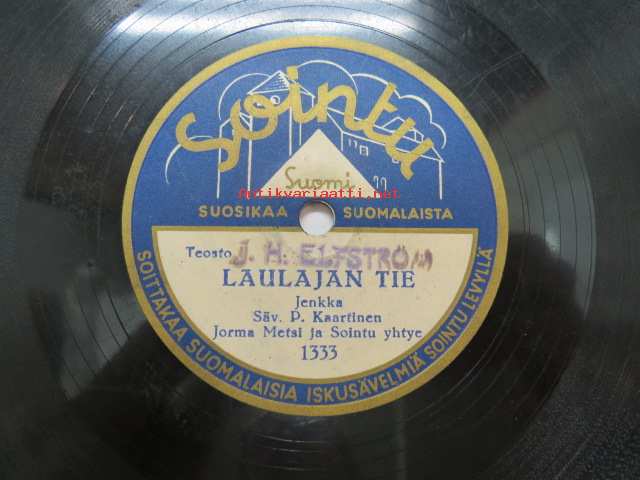 Sointu
Suomi
Antikvariaatti.net
SUOSIKAA SUOMALAISTA
Teosto J. H. ELFSTRÖM
LAULAJAN TIE
Jenkka
Säv. P. Kaartinen
Jorma Metsi ja Sointu yhtye
1333
SOITTAKAA SUOMALAISIA ISKUSÄVELMIÄ SOINTU LEVYLLÄ